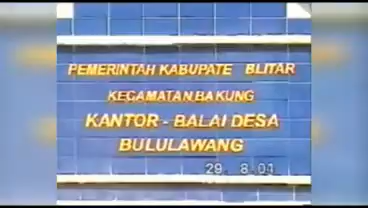 PEMERINTAH KABUPATE BLITAR
KECAMATAN BAKUNG
KANTOR - BALAI DESA
BULULAWANG
29. 8.01